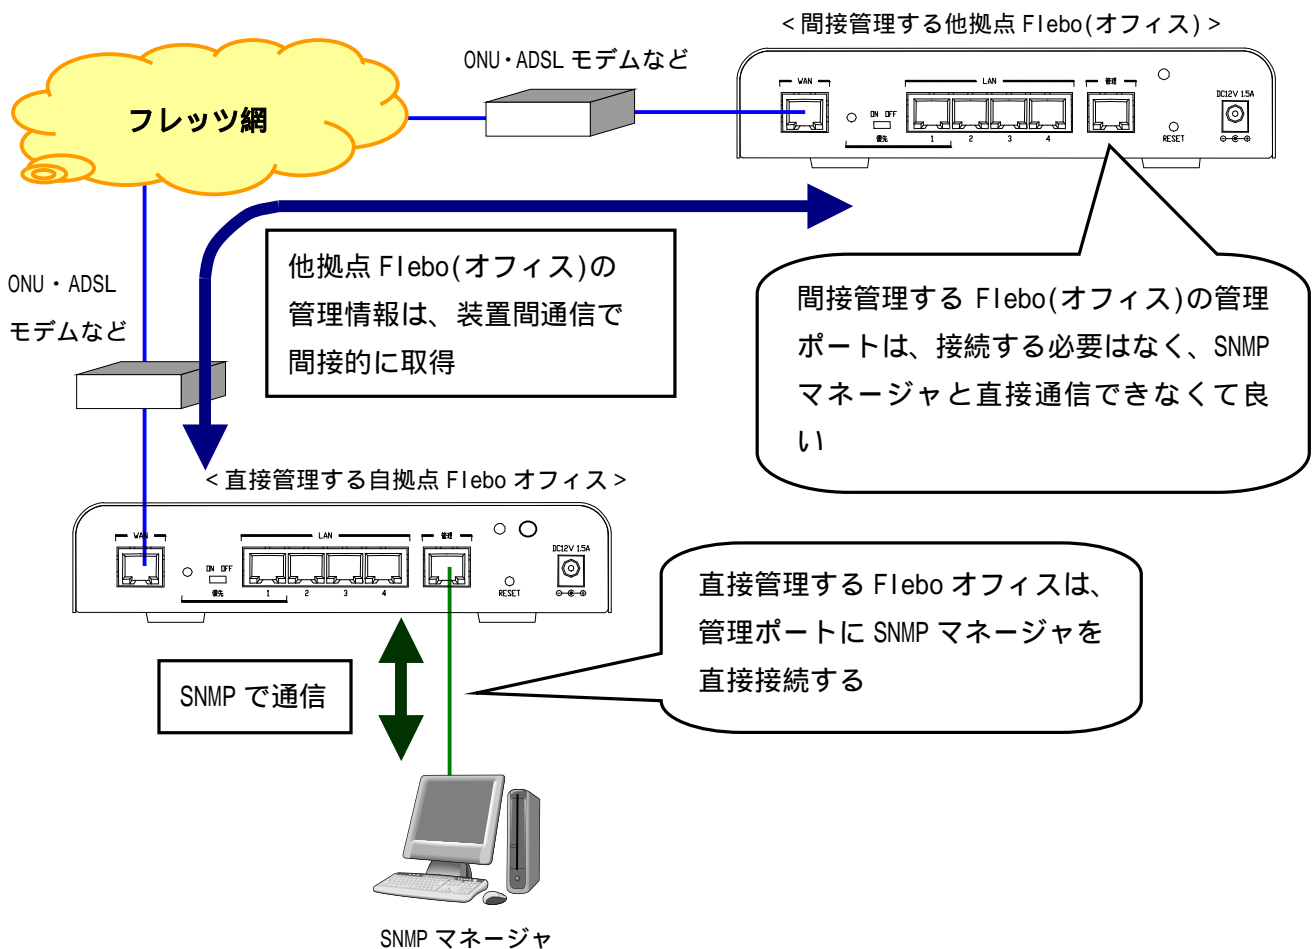 <間接管理する他拠点 Flebo(オフィス)>
ONU・ADSL モデムなど
フレッツ網
WAN
LAN
管理
DC12V 1.5A
ON OFF
優先
1 2 3 4
RESET
他拠点 Flebo(オフィス)の
管理情報は、装置間通信で
間接的に取得
ONU・ADSL
モデムなど
間接管理する Flebo(オフィス)の管理
ポートは、接続する必要はなく、SNMP
マネージャと直接通信できなくて良
い
<直接管理する自拠点 Flebo オフィス>
WAN
LAN
管理
DC12V 1.5A
ON OFF
優先
1 2 3 4
RESET
直接管理する Flebo オフィスは、
管理ポートに SNMP マネージャを
直接接続する
SNMP で通信
SNMP マネージャ